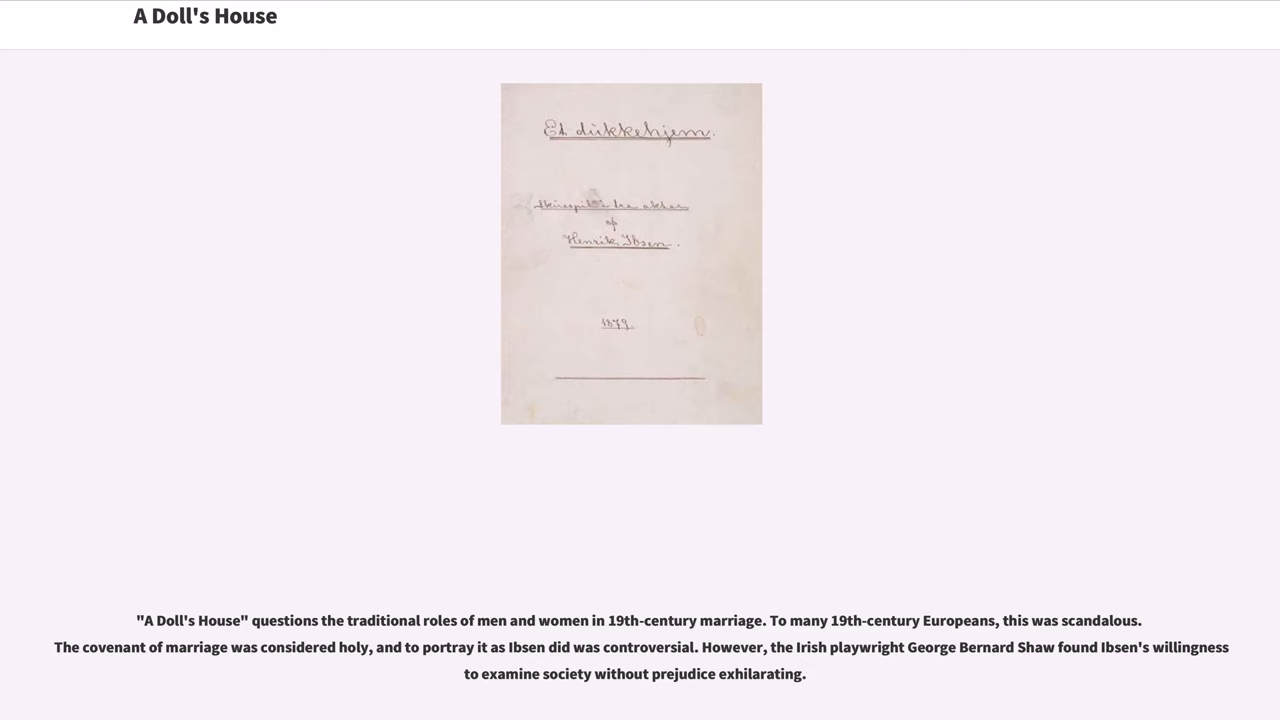 A Doll's House
Et dukkehjem.
Skuespil i tre akter
af
Henrik Ibsen.
1879.
"A Doll's House" questions the traditional roles of men and women in 19th-century marriage. To many 19th-century Europeans, this was scandalous.
The covenant of marriage was considered holy, and to portray it as Ibsen did was controversial. However, the Irish playwright George Bernard Shaw found Ibsen's willingness
to examine society without prejudice exhilarating.